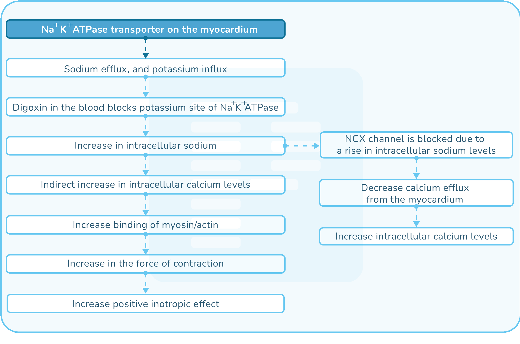 Na⁺K⁺ ATPase transporter on the myocardium
Sodium efflux, and potassium influx
Digoxin in the blood blocks potassium site of Na⁺K⁺ATPase
Increase in intracellular sodium
Indirect increase in intracellular calcium levels
Increase binding of myosin/actin
Increase in the force of contraction
Increase positive inotropic effect
NCX channel is blocked due to
a rise in intracellular sodium levels
Decrease calcium efflux
from the myocardium
Increase intracellular calcium levels